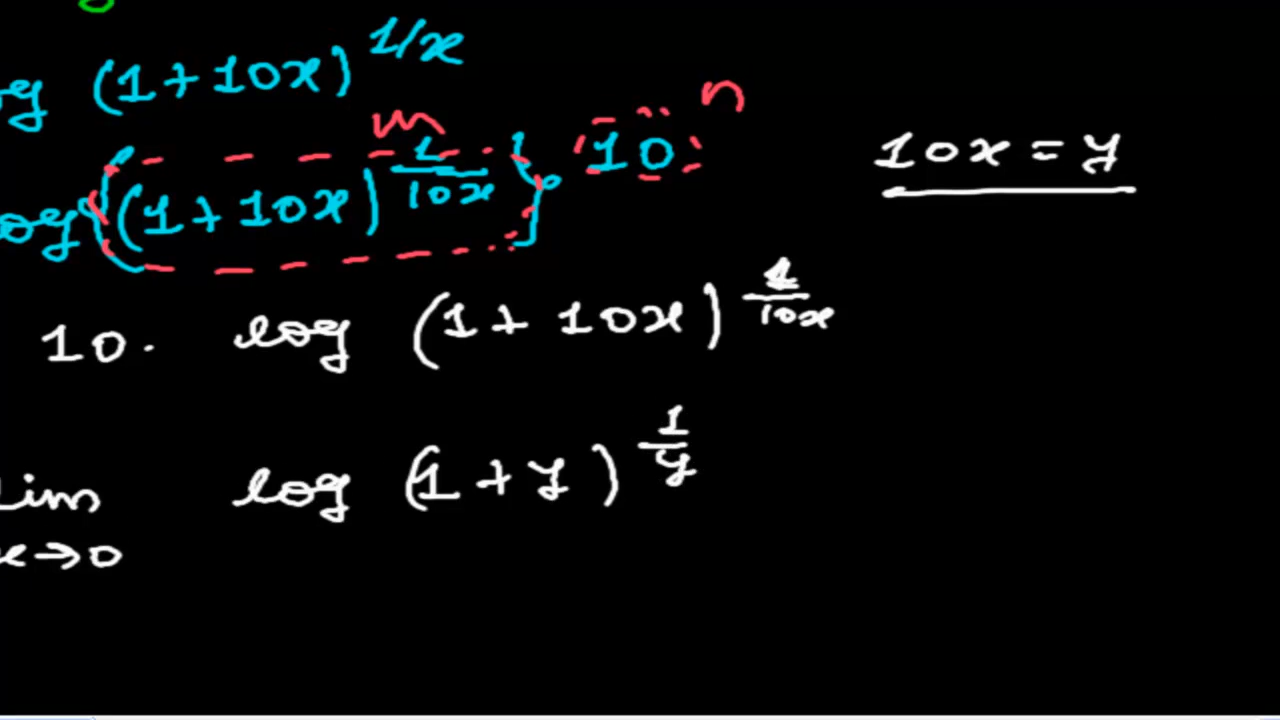 (1+10x)^{1/x}
m n
log {(1+10x)^{1/10x}}·10
10x = y
10. log (1+10x)^{1/10x}
lim log (1+y)^{1/y}
x→0